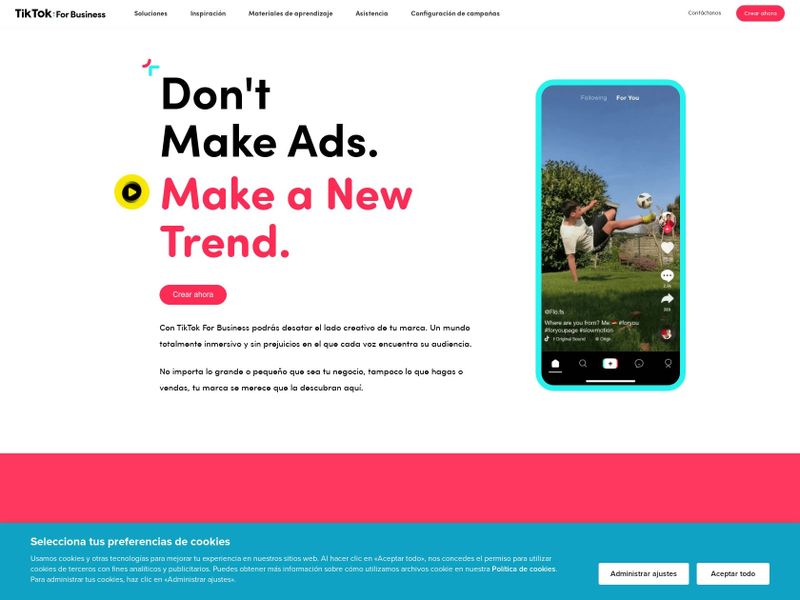 TikTok: For Business
Soluciones
Inspiración
Materiales de aprendizaje
Asistencia
Configuración de campañas
Contáctanos
Crear ahora
Don't
Make Ads.
Make a New
Trend.
Crear ahora
Con TikTok For Business podrás desatar el lado creativo de tu marca. Un mundo
totalmente inmersivo y sin prejuicios en el que cada voz encuentra su audiencia.
No importa lo grande o pequeño que sea tu negocio, tampoco lo que hagas o
vendas, tu marca se merece que la descubran aquí.
Following
For You
@Flo.fs
Where are you from? Me #foryou
#foryoupage #slowmotion
Original Sound
Selecciona tus preferencias de cookies
Usamos cookies y otras tecnologías para mejorar tu experiencia en nuestros sitios web. Al hacer clic en «Aceptar todo», nos concedes el permiso para utilizar
cookies de terceros con fines analíticos y publicitarios. Puedes obtener más información sobre cómo utilizamos archivos cookie en nuestra Política de cookies.
Para administrar tus cookies, haz clic en «Administrar ajustes».
Administrar ajustes
Aceptar todo